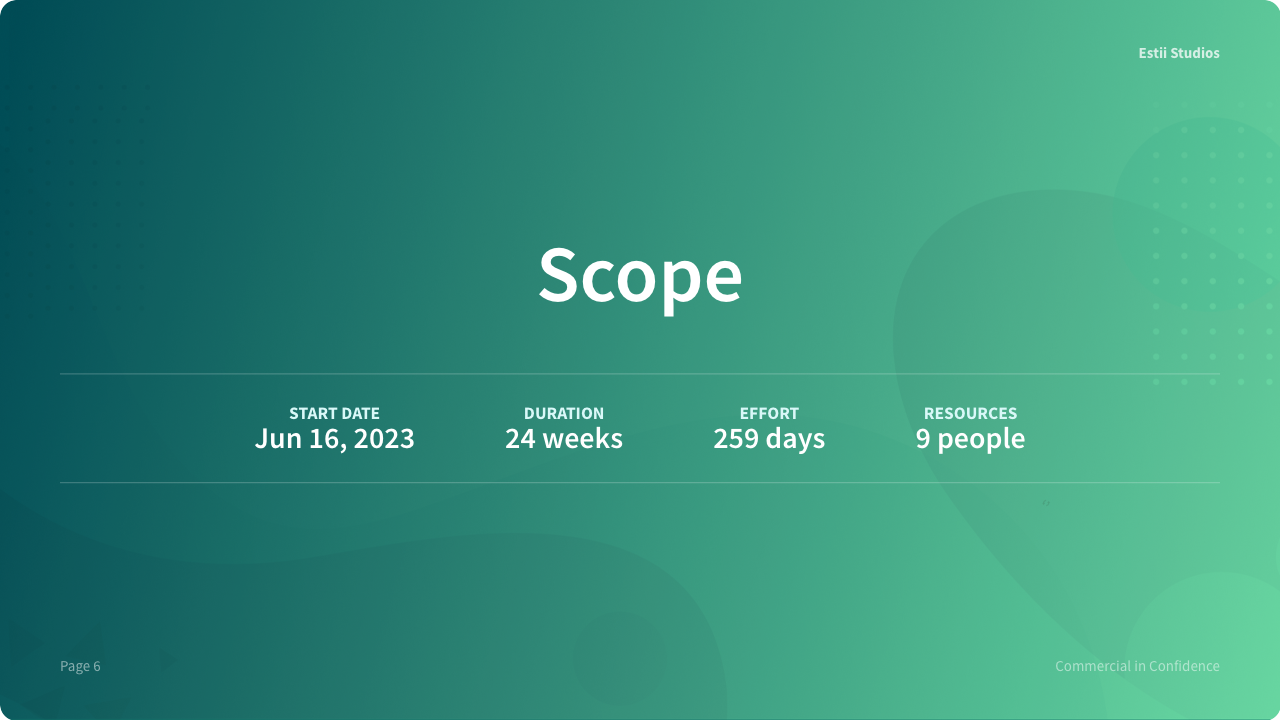 Estii Studios
Scope
START DATE
Jun 16, 2023
DURATION
24 weeks
EFFORT
259 days
RESOURCES
9 people
Page 6
Commercial in Confidence